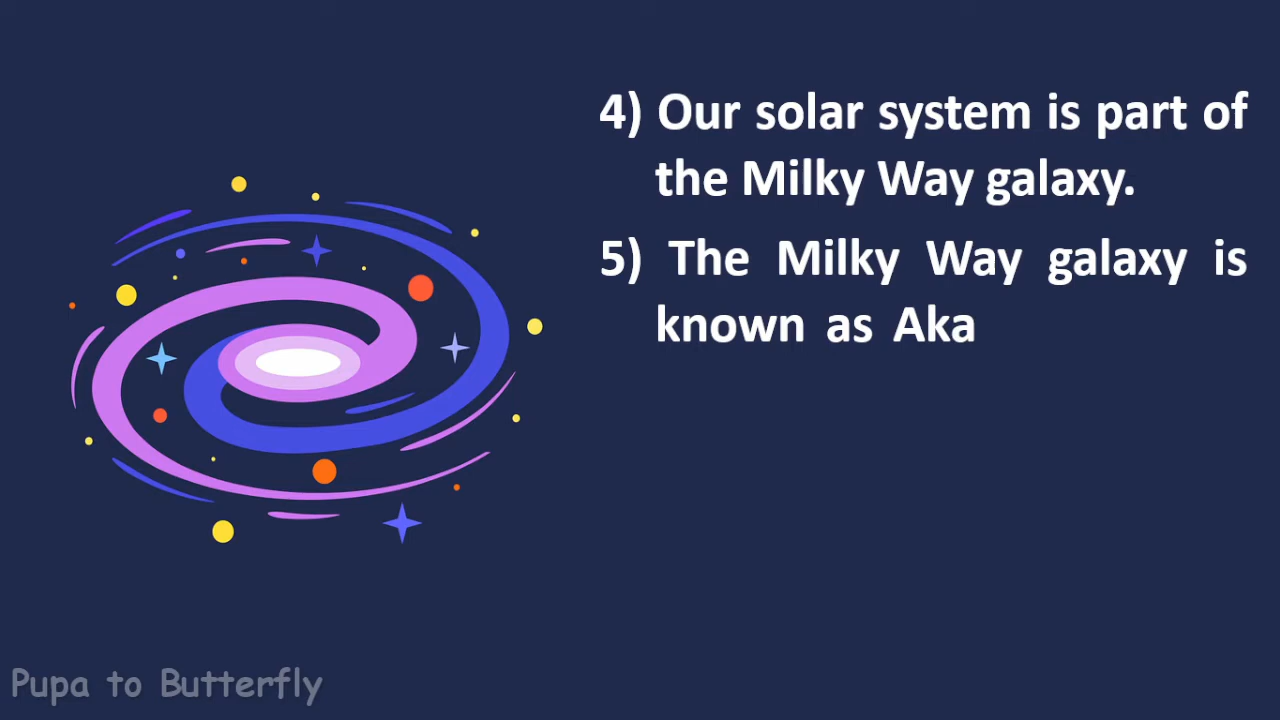 4) Our solar system is part of
the Milky Way galaxy.
5) The Milky Way galaxy is
known as Aka
Pupa to Butterfly